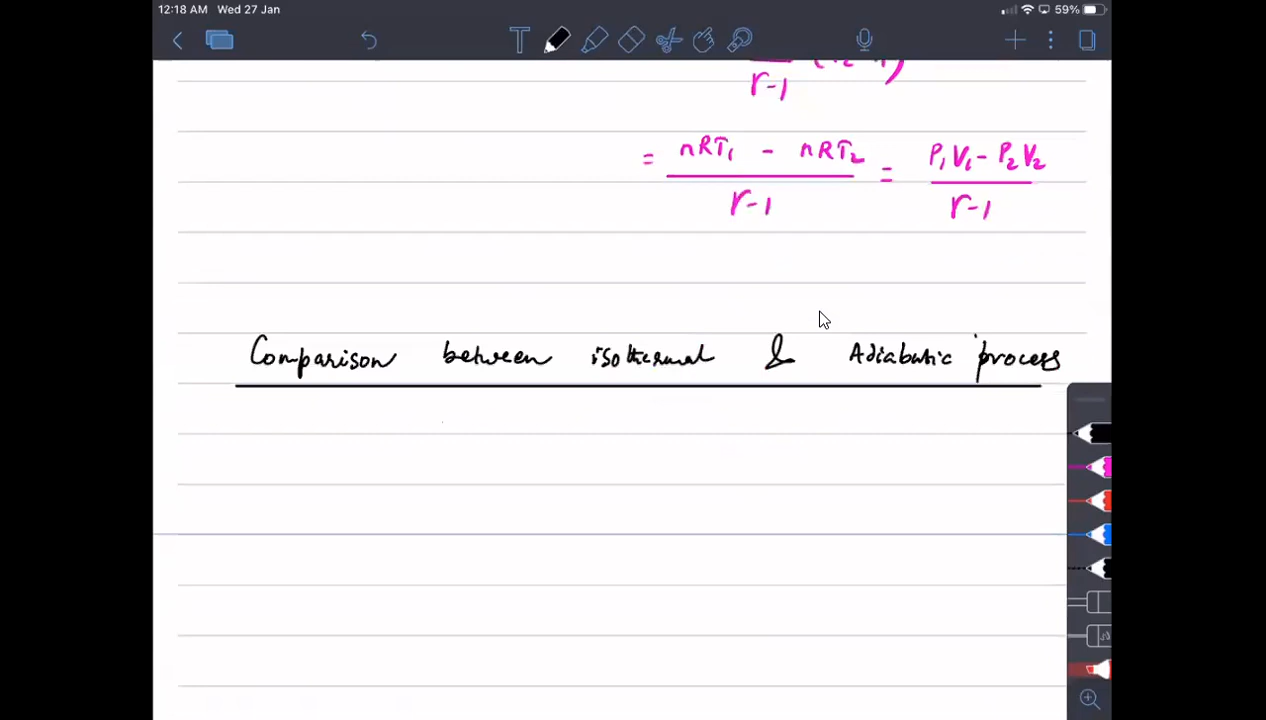 12:18 AM Wed 27 Jan 59%
T
r-1
= nRT₁ - nRT₂ / r-1 = P₁V₁ - P₂V₂ / r-1
Comparison between isothermal & Adiabatic process